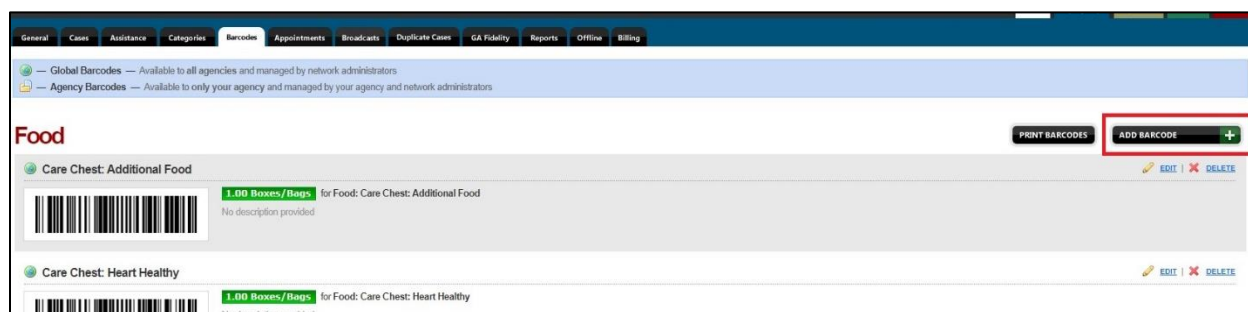 General Cases Assistance Categories Barcodes Appointments Broadcasts Duplicate Cases GA Fidelity Reports Offline Billing
— Global Barcodes — Available to all agencies and managed by network administrators
— Agency Barcodes — Available to only your agency and managed by your agency and network administrators
Food PRINT BARCODES ADD BARCODE +
Care Chest: Additional Food EDIT | DELETE
1.00 Boxes/Bags for Food: Care Chest: Additional Food
No description provided
Care Chest: Heart Healthy EDIT | DELETE
1.00 Boxes/Bags for Food: Care Chest: Heart Healthy